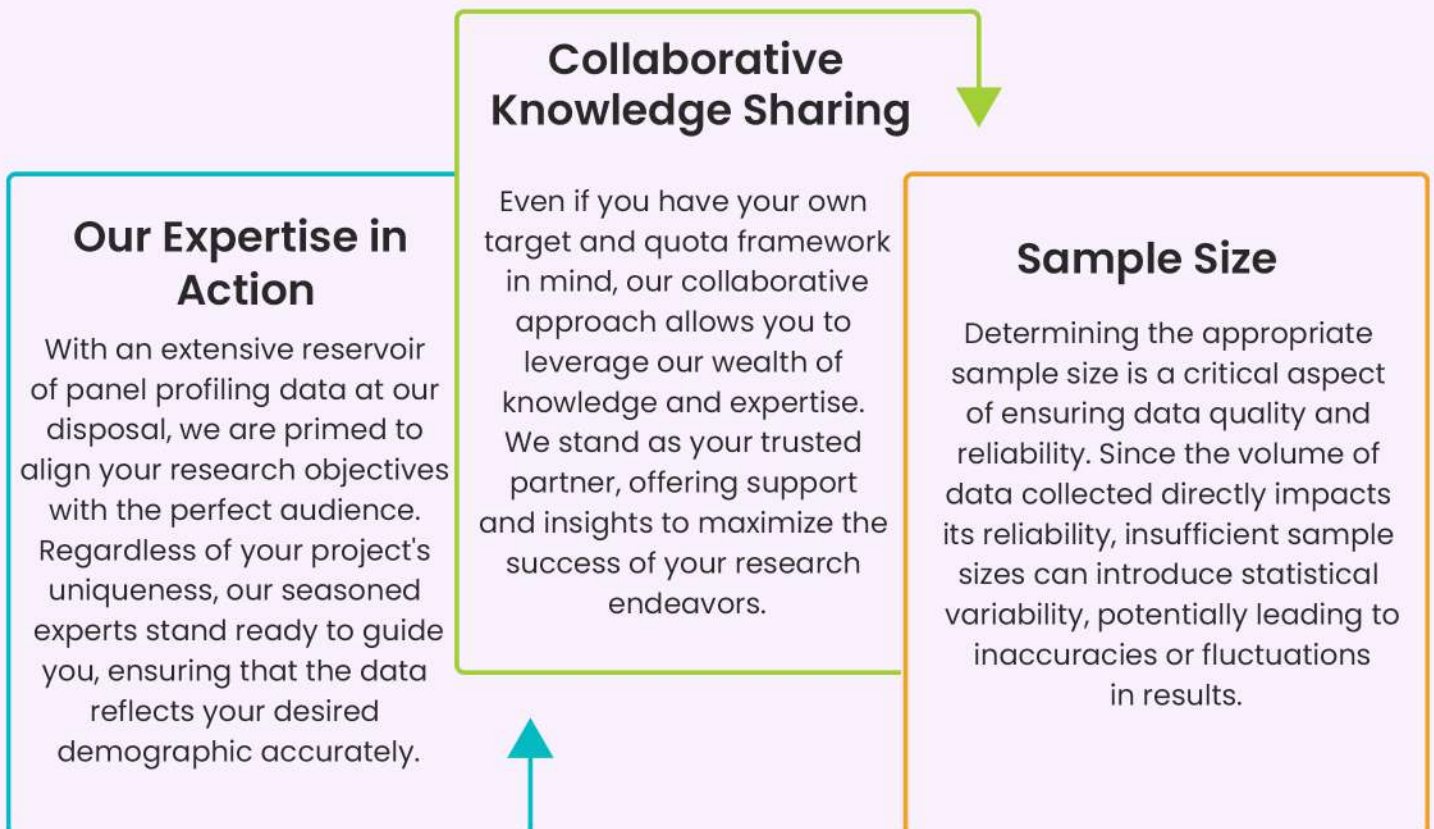 Our Expertise in
Action
With an extensive reservoir
of panel profiling data at our
disposal, we are primed to
align your research objectives
with the perfect audience.
Regardless of your project's
uniqueness, our seasoned
experts stand ready to guide
you, ensuring that the data
reflects your desired
demographic accurately.
Collaborative
Knowledge Sharing
Even if you have your own
target and quota framework
in mind, our collaborative
approach allows you to
leverage our wealth of
knowledge and expertise.
We stand as your trusted
partner, offering support
and insights to maximize the
success of your research
endeavors.
Sample Size
Determining the appropriate
sample size is a critical aspect
of ensuring data quality and
reliability. Since the volume of
data collected directly impacts
its reliability, insufficient sample
sizes can introduce statistical
variability, potentially leading to
inaccuracies or fluctuations
in results.